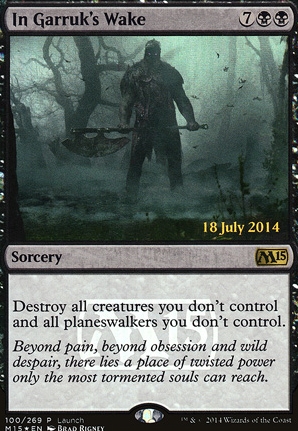 In Garruk's Wake 7
18 July 2014
Sorcery
M15
Destroy all creatures you don't control
and all planeswalkers you don't control.
Beyond pain, beyond obsession and wild
despair, there lies a place of twisted power
only the most tormented souls can reach.
100/269 P Launch
M15 EN BRAD RIGNEY
™ & © 2014 Wizards of the Coast